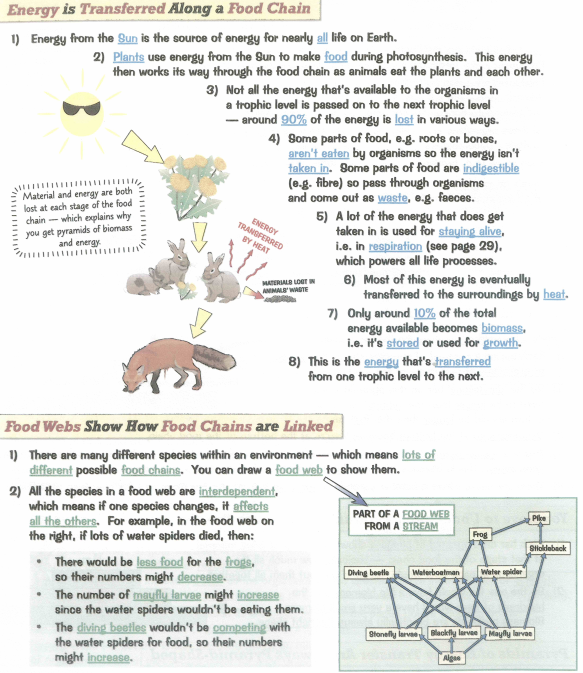 Energy is Transferred Along a Food Chain
1) Energy from the Sun is the source of energy for nearly all life on Earth.
2) Plants use energy from the Sun to make food during photosynthesis. This energy
then works its way through the food chain as animals eat the plants and each other.
3) Not all the energy that's available to the organisms in
a trophic level is passed on to the next trophic level
— around 90% of the energy is lost in various ways.
4) Some parts of food, e.g. roots or bones,
aren't eaten by organisms so the energy isn't
taken in. Some parts of food are indigestible
(e.g. fibre) so pass through organisms
and come out as waste, e.g. faeces.
Material and energy are both
lost at each stage of the food
chain — which explains why
you get pyramids of biomass
and energy.
5) A lot of the energy that does get
taken in is used for staying alive,
i.e. in respiration (see page 29),
which powers all life processes.
ENERGY
TRANSFERRED
BY HEAT
MATERIALS LOST IN
ANIMALS' WASTE
6) Most of this energy is eventually
transferred to the surroundings by heat.
7) Only around 10% of the total
energy available becomes biomass,
i.e. it's stored or used for growth.
8) This is the energy that's transferred
from one trophic level to the next.
Food Webs Show How Food Chains are Linked
1) There are many different species within an environment — which means lots of
different possible food chains. You can draw a food web to show them.
2) All the species in a food web are interdependent,
which means if one species changes, it affects
all the others. For example, in the food web on
the right, if lots of water spiders died, then:
• There would be less food for the frogs,
so their numbers might decrease.
• The number of mayfly larvae might increase
since the water spiders wouldn't be eating them.
• The diving beetles wouldn't be competing with
the water spiders for food, so their numbers
might increase.
PART OF A FOOD WEB
FROM A STREAM
Pike
Frog
Stickleback
Diving beetle
Waterboatman
Water spider
Stonefly larvae
Blackfly larvae
Mayfly larvae
Algae